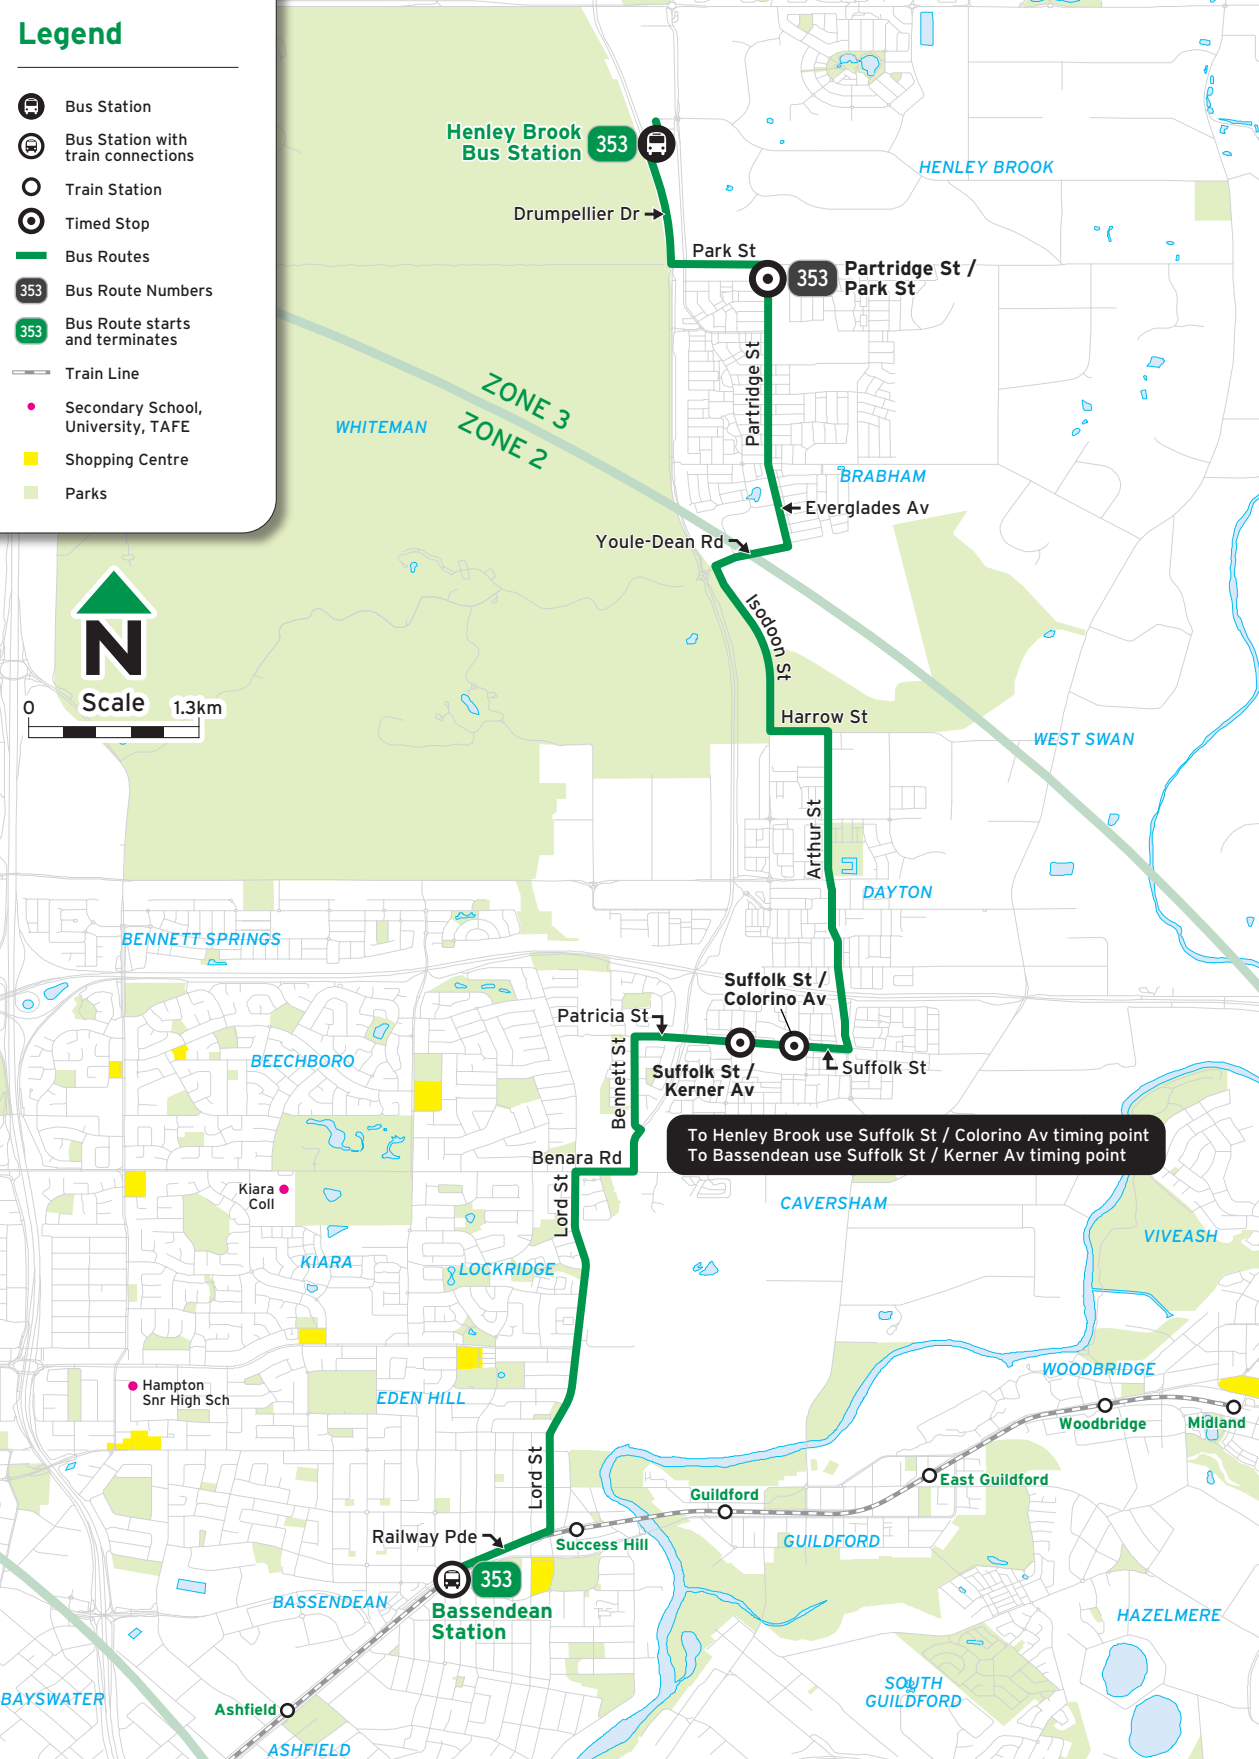 Legend
Bus Station
Bus Station with
train connections
Train Station
Timed Stop
Bus Routes
353
Bus Route Numbers
353
Bus Route starts
and terminates
Train Line
Secondary School,
University, TAFE
Shopping Centre
Parks
N
Scale
0
1.3km
Henley Brook
Bus Station
353
HENLEY BROOK
Drumpellier Dr
Park St
353
Partridge St /
Park St
Partridge St
ZONE 3
ZONE 2
WHITEMAN
BRABHAM
Everglades Av
Youle-Dean Rd
Isodoon St
Harrow St
WEST SWAN
Arthur St
DAYTON
BENNETT SPRINGS
Suffolk St /
Colorino Av
Patricia St
BEECHBORO
Bennett St
Suffolk St /
Kerner Av
Suffolk St
To Henley Brook use Suffolk St / Colorino Av timing point
To Bassendean use Suffolk St / Kerner Av timing point
Benara Rd
Kiara
Coll
Lord St
CAVERSHAM
VIVEASH
KIARA
LOCKRIDGE
WOODBRIDGE
Hampton
Snr High Sch
EDEN HILL
Woodbridge
Midland
Lord St
East Guildford
Guildford
Railway Pde
Success Hill
GUILDFORD
353
BASSENDEAN
Bassendean
Station
HAZELMERE
SOUTH
GUILDFORD
BAYSWATER
Ashfield
ASHFIELD